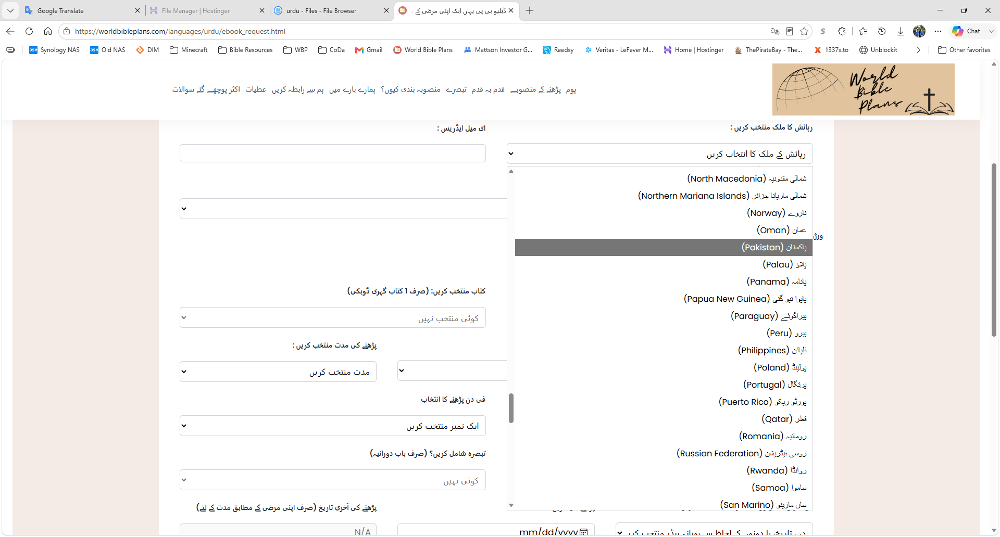 Google Translate
File Manager | Hostinger
urdu - Files - File Browser
ڈبلیو بی پی یہاں ایک اپنی مرضی کے
https://worldbibleplans.com/languages/urdu/ebook_request.html
Chat
Synology NAS
Old NAS
DIM
Minecraft
Bible Resources
WBP
CoDa
Gmail
World Bible Plans
Mattson Investor G...
Reedsy
Veritas - LeFever M...
Home | Hostinger
ThePirateBay - The...
1337x.to
Unblockit
Other favorites
World
Bible
Plans
ہوم پڑھنے کے منصوبے قدم بہ قدم تبصرے منصوبہ بندی کیوں؟ ہمارے بارے میں ہم سے رابطہ کریں عطیات اکثر پوچھے گئے سوالات
رہائش کا ملک منتخب کریں :
رہائش کے ملک کا انتخاب کریں
شمالی مقدونیہ (North Macedonia)
شمالی ماریانا جزائر (Northern Mariana Islands)
ناروے (Norway)
عمان (Oman)
پاکستان (Pakistan)
پلاؤ (Palau)
پانامہ (Panama)
پاپوا نیو گنی (Papua New Guinea)
پیراگوئے (Paraguay)
پیرو (Peru)
فلپائن (Philippines)
پولینڈ (Poland)
پرتگال (Portugal)
پورٹو ریکو (Puerto Rico)
قطر (Qatar)
رومانیہ (Romania)
روسی فیڈریشن (Russian Federation)
روانڈا (Rwanda)
ساموا (Samoa)
سان مارینو (San Marino)
ای میل ایڈریس :
کتاب منتخب کریں: (صرف 1 کتاب گہری ڈوبکی)
کوئی منتخب نہیں
پڑھنے کی مدت منتخب کریں :
مدت منتخب کریں
فی دن پڑھنے کا انتخاب
ایک نمبر منتخب کریں
تبصرہ شامل کریں؟ (صرف باب دورانیہ)
کوئی نہیں
پڑھنے کی آخری تاریخ (صرف اپنی مرضی کے مطابق مدت کے لئے)
mm/dd/yyyy
N/A